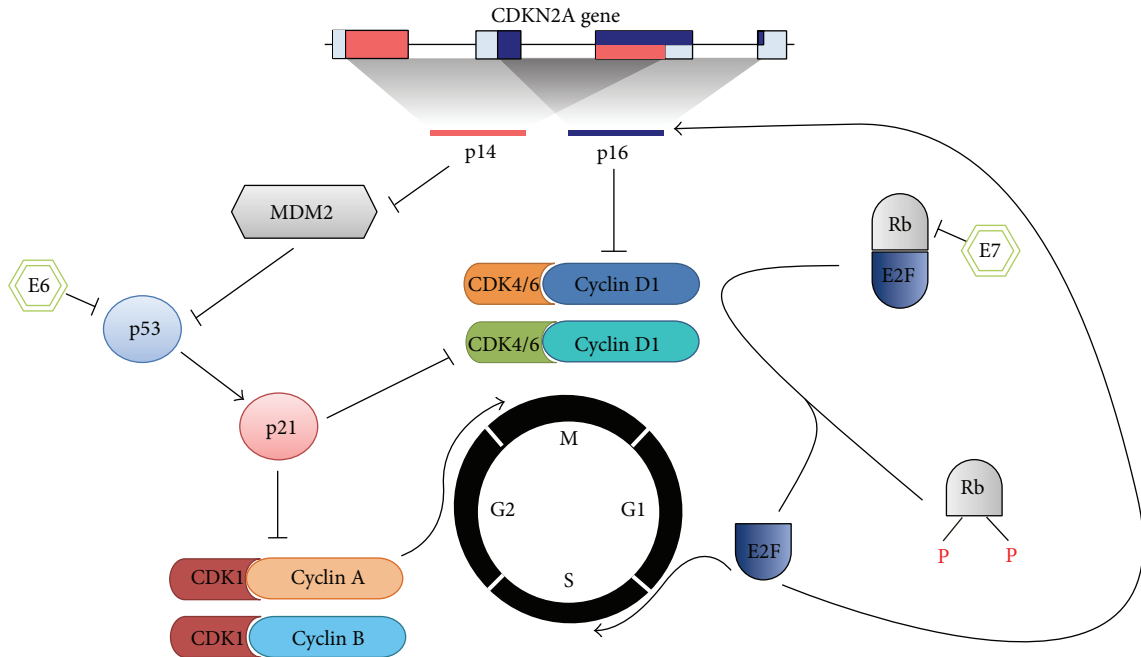 CDKN2A gene
p14
p16
MDM2
Rb
E7
E2F
E6
CDK4/6
Cyclin D1
p53
CDK4/6
Cyclin D1
p21
M
G2
G1
Rb
S
E2F
P
P
CDK1
Cyclin A
CDK1
Cyclin B